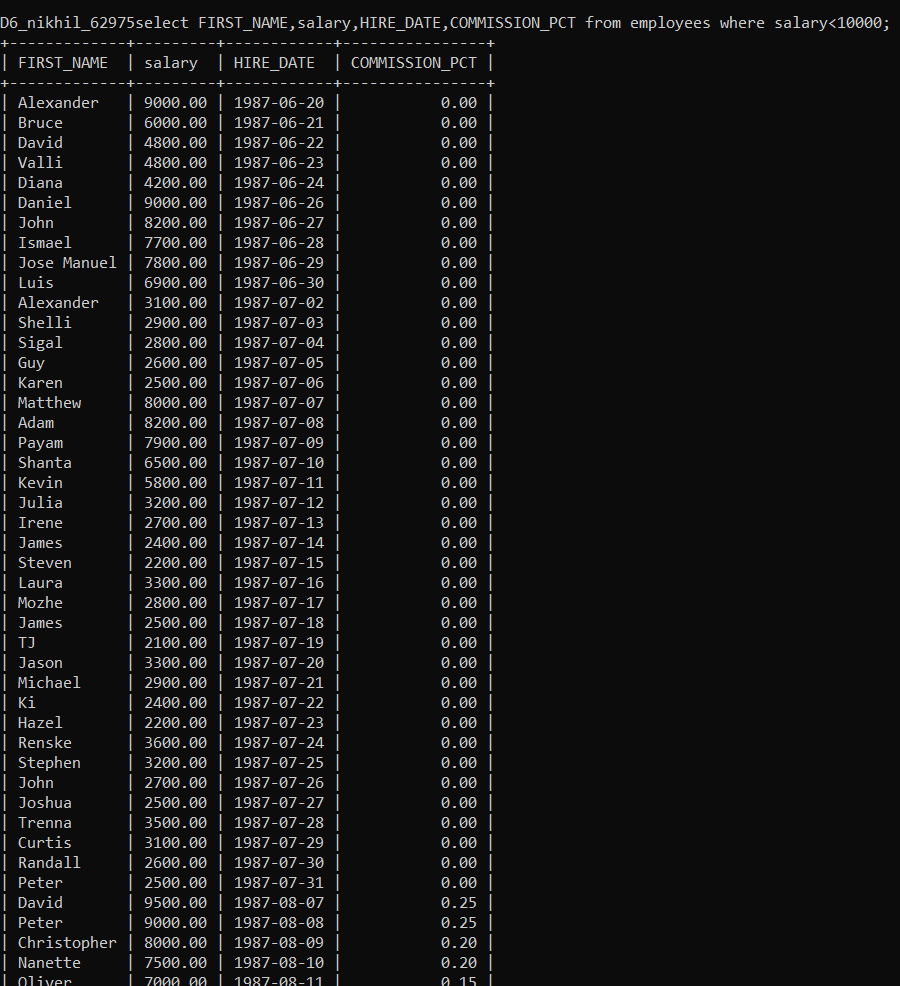 D6_nikhil_62975select FIRST_NAME,salary,HIRE_DATE,COMMISSION_PCT from employees where salary<10000;
+-------------+---------+------------+----------------+
| FIRST_NAME  | salary  | HIRE_DATE  | COMMISSION_PCT |
+-------------+---------+------------+----------------+
| Alexander   | 9000.00 | 1987-06-20 |           0.00 |
| Bruce       | 6000.00 | 1987-06-21 |           0.00 |
| David       | 4800.00 | 1987-06-22 |           0.00 |
| Valli       | 4800.00 | 1987-06-23 |           0.00 |
| Diana       | 4200.00 | 1987-06-24 |           0.00 |
| Daniel      | 9000.00 | 1987-06-26 |           0.00 |
| John        | 8200.00 | 1987-06-27 |           0.00 |
| Ismael      | 7700.00 | 1987-06-28 |           0.00 |
| Jose Manuel | 7800.00 | 1987-06-29 |           0.00 |
| Luis        | 6900.00 | 1987-06-30 |           0.00 |
| Alexander   | 3100.00 | 1987-07-02 |           0.00 |
| Shelli      | 2900.00 | 1987-07-03 |           0.00 |
| Sigal       | 2800.00 | 1987-07-04 |           0.00 |
| Guy         | 2600.00 | 1987-07-05 |           0.00 |
| Karen       | 2500.00 | 1987-07-06 |           0.00 |
| Matthew     | 8000.00 | 1987-07-07 |           0.00 |
| Adam        | 8200.00 | 1987-07-08 |           0.00 |
| Payam       | 7900.00 | 1987-07-09 |           0.00 |
| Shanta      | 6500.00 | 1987-07-10 |           0.00 |
| Kevin       | 5800.00 | 1987-07-11 |           0.00 |
| Julia       | 3200.00 | 1987-07-12 |           0.00 |
| Irene       | 2700.00 | 1987-07-13 |           0.00 |
| James       | 2400.00 | 1987-07-14 |           0.00 |
| Steven      | 2200.00 | 1987-07-15 |           0.00 |
| Laura       | 3300.00 | 1987-07-16 |           0.00 |
| Mozhe       | 2800.00 | 1987-07-17 |           0.00 |
| James       | 2500.00 | 1987-07-18 |           0.00 |
| TJ          | 2100.00 | 1987-07-19 |           0.00 |
| Jason       | 3300.00 | 1987-07-20 |           0.00 |
| Michael     | 2900.00 | 1987-07-21 |           0.00 |
| Ki          | 2400.00 | 1987-07-22 |           0.00 |
| Hazel       | 2200.00 | 1987-07-23 |           0.00 |
| Renske      | 3600.00 | 1987-07-24 |           0.00 |
| Stephen     | 3200.00 | 1987-07-25 |           0.00 |
| John        | 2700.00 | 1987-07-26 |           0.00 |
| Joshua      | 2500.00 | 1987-07-27 |           0.00 |
| Trenna      | 3500.00 | 1987-07-28 |           0.00 |
| Curtis      | 3100.00 | 1987-07-29 |           0.00 |
| Randall     | 2600.00 | 1987-07-30 |           0.00 |
| Peter       | 2500.00 | 1987-07-31 |           0.00 |
| David       | 9500.00 | 1987-08-07 |           0.25 |
| Peter       | 9000.00 | 1987-08-08 |           0.25 |
| Christopher | 8000.00 | 1987-08-09 |           0.20 |
| Nanette     | 7500.00 | 1987-08-10 |           0.20 |
| Oliver      | 7000.00 | 1987-08-11 |           0.15 |